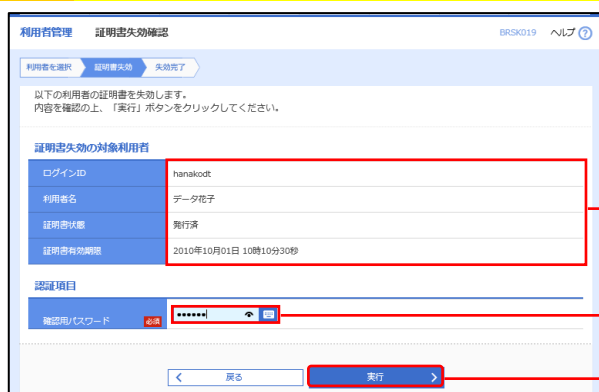 利用者管理 証明書失効確認 BRSK019 ヘルプ ?
利用者を選択 証明書失効 失効完了
以下の利用者の証明書を失効します。
内容を確認の上、「実行」ボタンをクリックしてください。
証明書失効の対象利用者
ログインID hanakodt
利用者名 データ花子
証明書状態 発行済
証明書有効期限 2010年10月01日 10時10分30秒
認証項目
確認用パスワード 必須 ••••••
戻る 実行